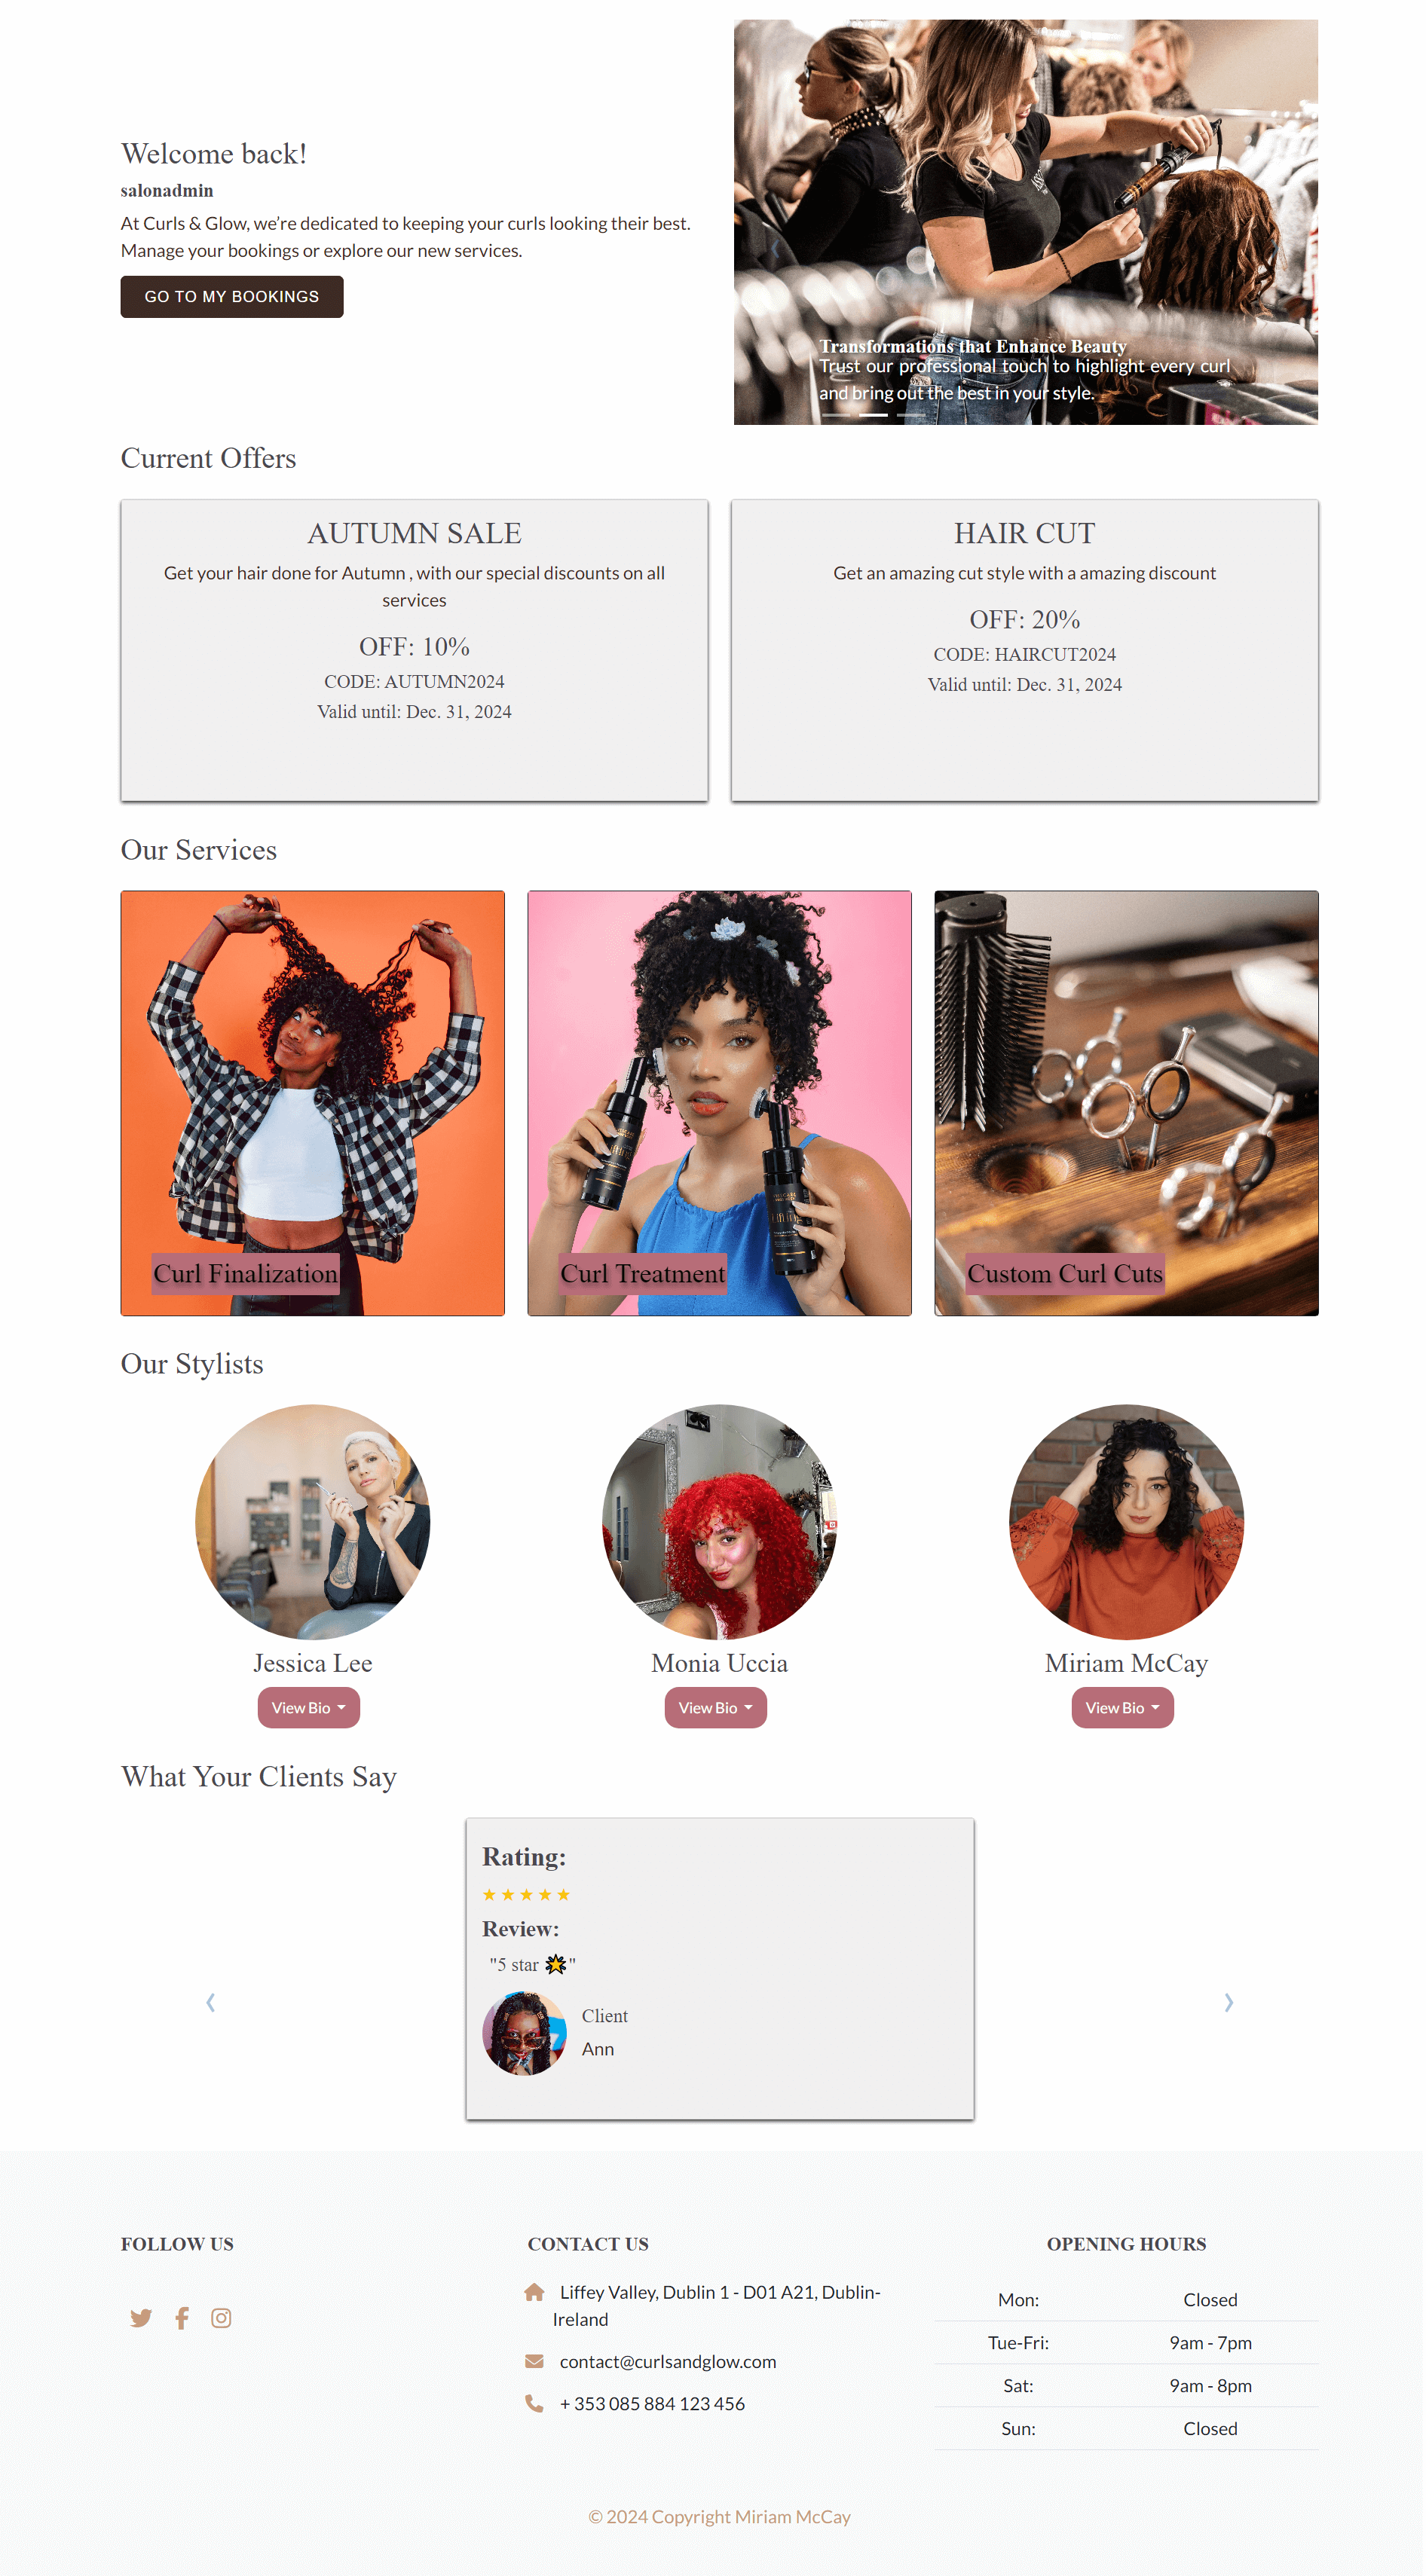 Welcome back!
salonadmin
At Curls & Glow, we’re dedicated to keeping your curls looking their best.
Manage your bookings or explore our new services.
GO TO MY BOOKINGS
Transformations that Enhance Beauty
Trust our professional touch to highlight every curl
and bring out the best in your style.
Current Offers
AUTUMN SALE
Get your hair done for Autumn , with our special discounts on all
services
OFF: 10%
CODE: AUTUMN2024
Valid until: Dec. 31, 2024
HAIR CUT
Get an amazing cut style with a amazing discount
OFF: 20%
CODE: HAIRCUT2024
Valid until: Dec. 31, 2024
Our Services
Curl Finalization
Curl Treatment
Custom Curl Cuts
Our Stylists
Jessica Lee
View Bio
Monia Uccia
View Bio
Miriam McCay
View Bio
What Your Clients Say
Rating:
★ ★ ★ ★ ★
Review:
"5 star 🌟"
Client
Ann
FOLLOW US
CONTACT US
Liffey Valley, Dublin 1 - D01 A21, Dublin-
Ireland
contact@curlsandglow.com
+ 353 085 884 123 456
OPENING HOURS
Mon: Closed
Tue-Fri: 9am - 7pm
Sat: 9am - 8pm
Sun: Closed
© 2024 Copyright Miriam McCay